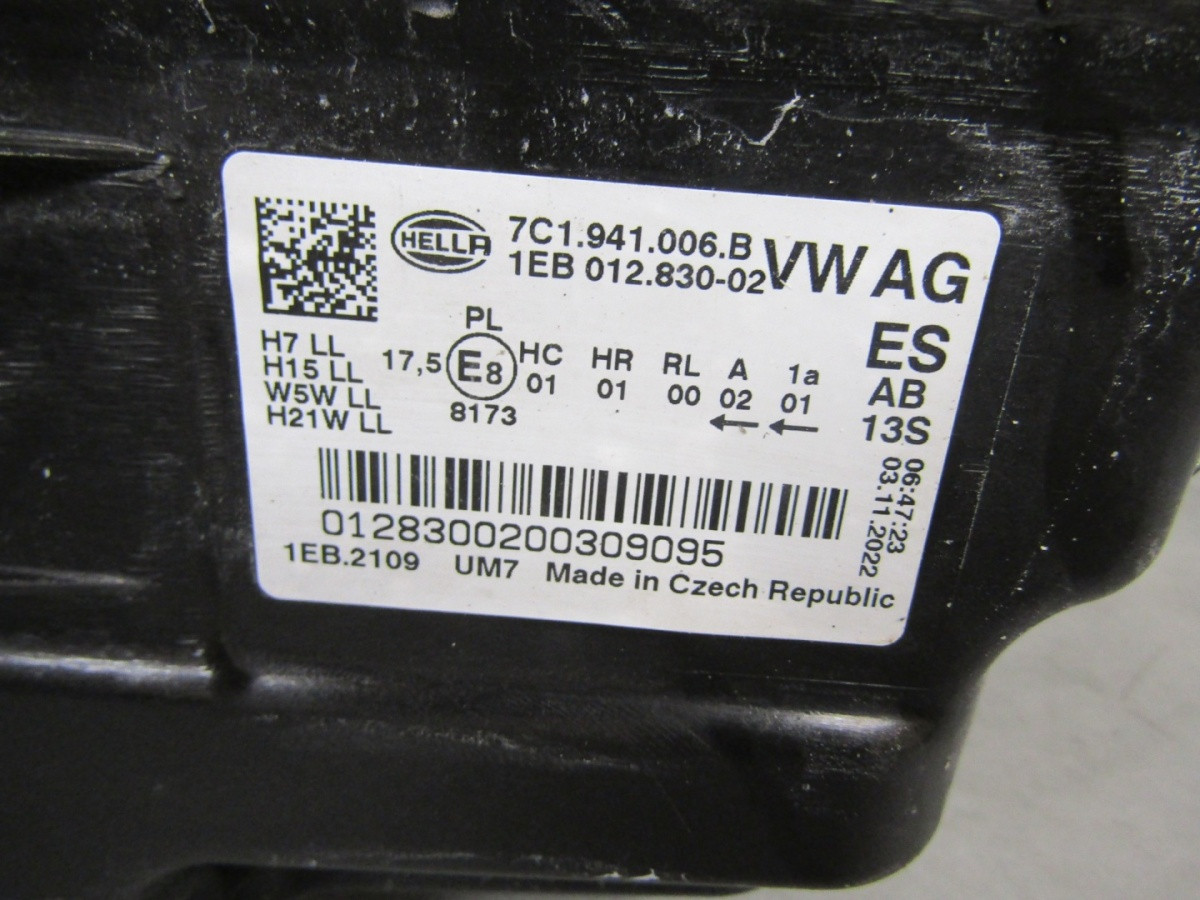 HELLA
7C1.941.006.B
1EB 012.830-02
VW AG
PL
H7 LL
H15 LL
W5W LL
H21W LL
17,5
E8
8173
HC
01
HR
01
RL
00
A
02
←
1a
01
←
ES
AB
13S
06:47:23
03.11.2022
0128300200309095
1EB.2109 UM7 Made in Czech Republic